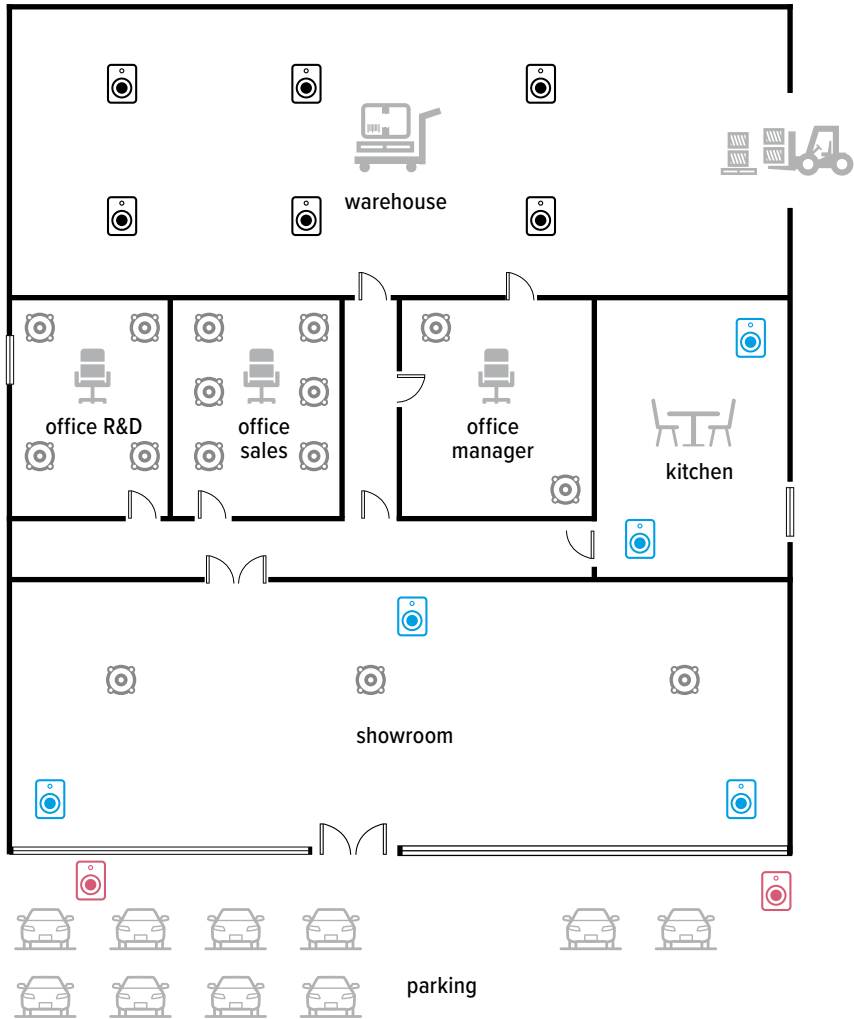 warehouse
office R&D
office
sales
office
manager
kitchen
showroom
parking